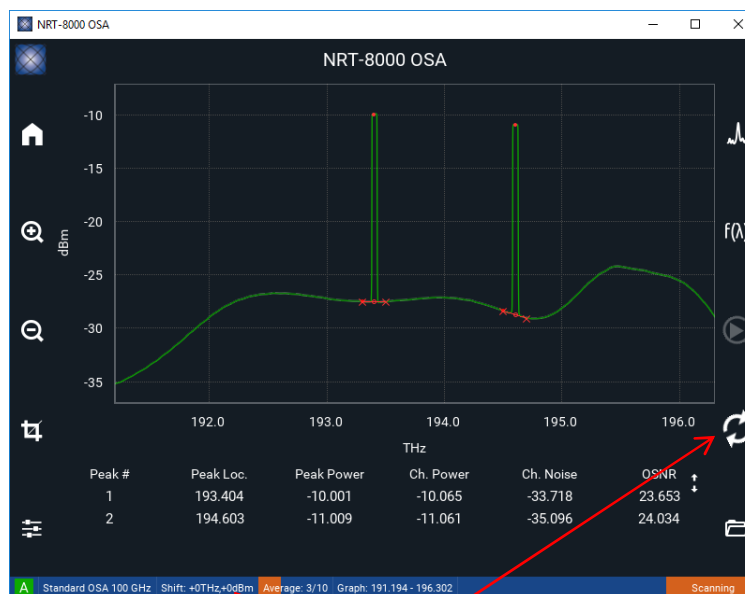 NRT-8000 OSA
NRT-8000 OSA
-10
-15
-20
-25
-30
-35
dBm
f(λ)
192.0 193.0 194.0 195.0 196.0
THz
Peak # Peak Loc. Peak Power Ch. Power Ch. Noise OSNR
1 193.404 -10.001 -10.065 -33.718 23.653
2 194.603 -11.009 -11.061 -35.096 24.034
A Standard OSA 100 GHz Shift: +0THz,+0dBm Average: 3/10 Graph: 191.194 - 196.302 Scanning